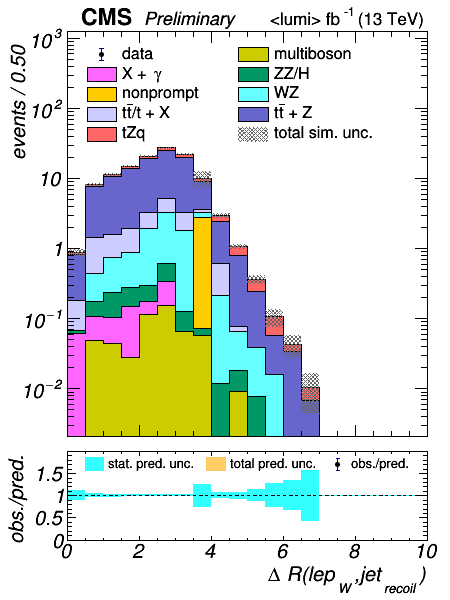 CMS Preliminary <lumi> fb⁻¹ (13 TeV)
events / 0.50
10³
10²
10
1
10⁻¹
10⁻²
data
X + γ
nonprompt
tt̄/t + X
tZq
multiboson
ZZ/H
WZ
tt̄ + Z
total sim. unc.
obs./pred.
1.5
1
0.5
0
stat. pred. unc. total pred. unc. obs./pred.
0 2 4 6 8 10
Δ R(lep_W,jet_recoil)